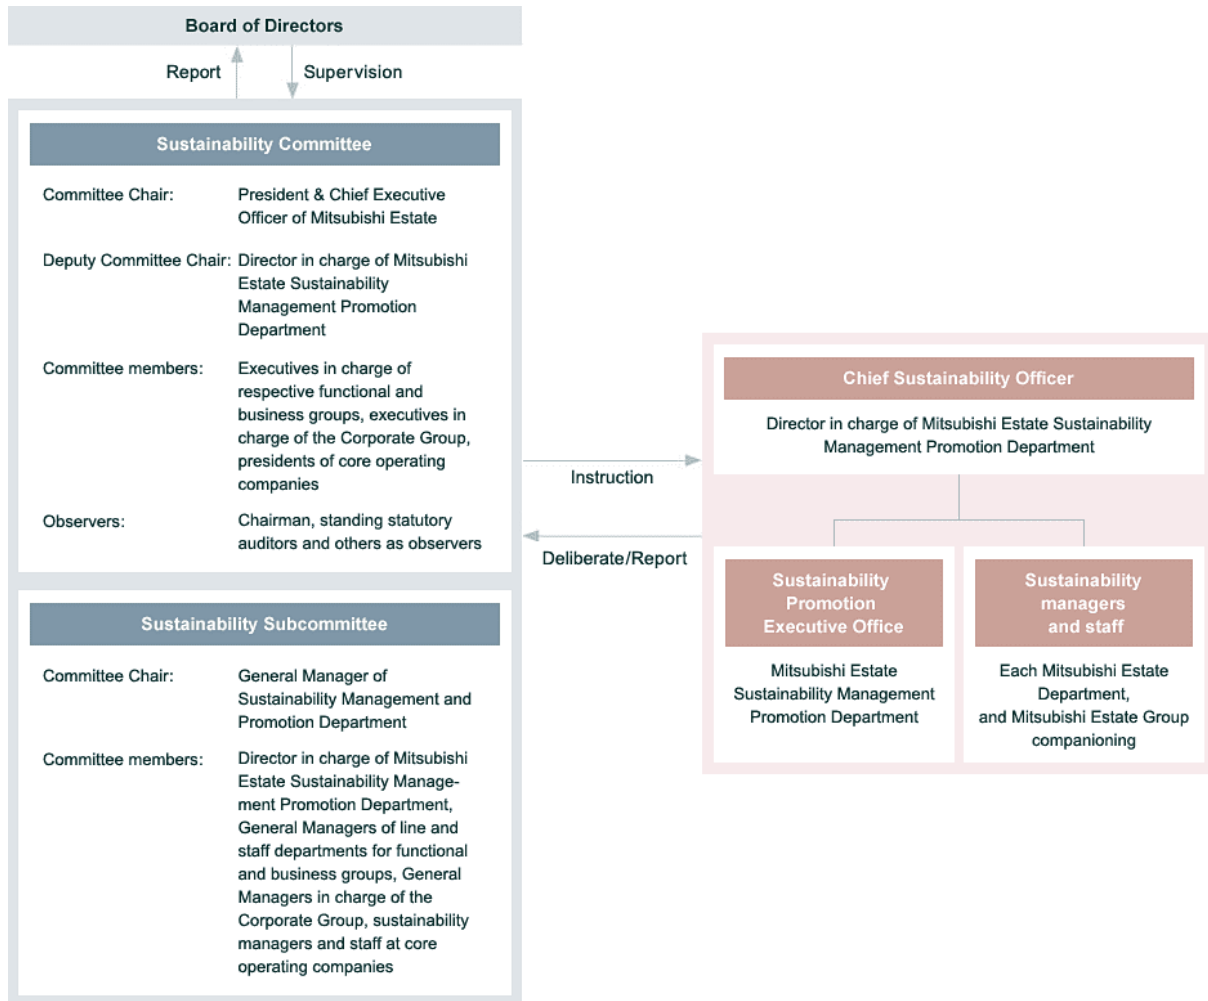 Board of Directors
Report
Supervision
Sustainability Committee
Committee Chair:
President & Chief Executive
Officer of Mitsubishi Estate
Deputy Committee Chair:
Director in charge of Mitsubishi
Estate Sustainability
Management Promotion
Department
Committee members:
Executives in charge of
respective functional and
business groups, executives in
charge of the Corporate Group,
presidents of core operating
companies
Observers:
Chairman, standing statutory
auditors and others as observers
Sustainability Subcommittee
Committee Chair:
General Manager of
Sustainability Management and
Promotion Department
Committee members:
Director in charge of Mitsubishi
Estate Sustainability Manage-
ment Promotion Department,
General Managers of line and
staff departments for functional
and business groups, General
Managers in charge of the
Corporate Group, sustainability
managers and staff at core
operating companies
Instruction
Deliberate/Report
Chief Sustainability Officer
Director in charge of Mitsubishi Estate Sustainability
Management Promotion Department
Sustainability
Promotion
Executive Office
Mitsubishi Estate
Sustainability Management
Promotion Department
Sustainability
managers
and staff
Each Mitsubishi Estate
Department,
and Mitsubishi Estate Group
companioning